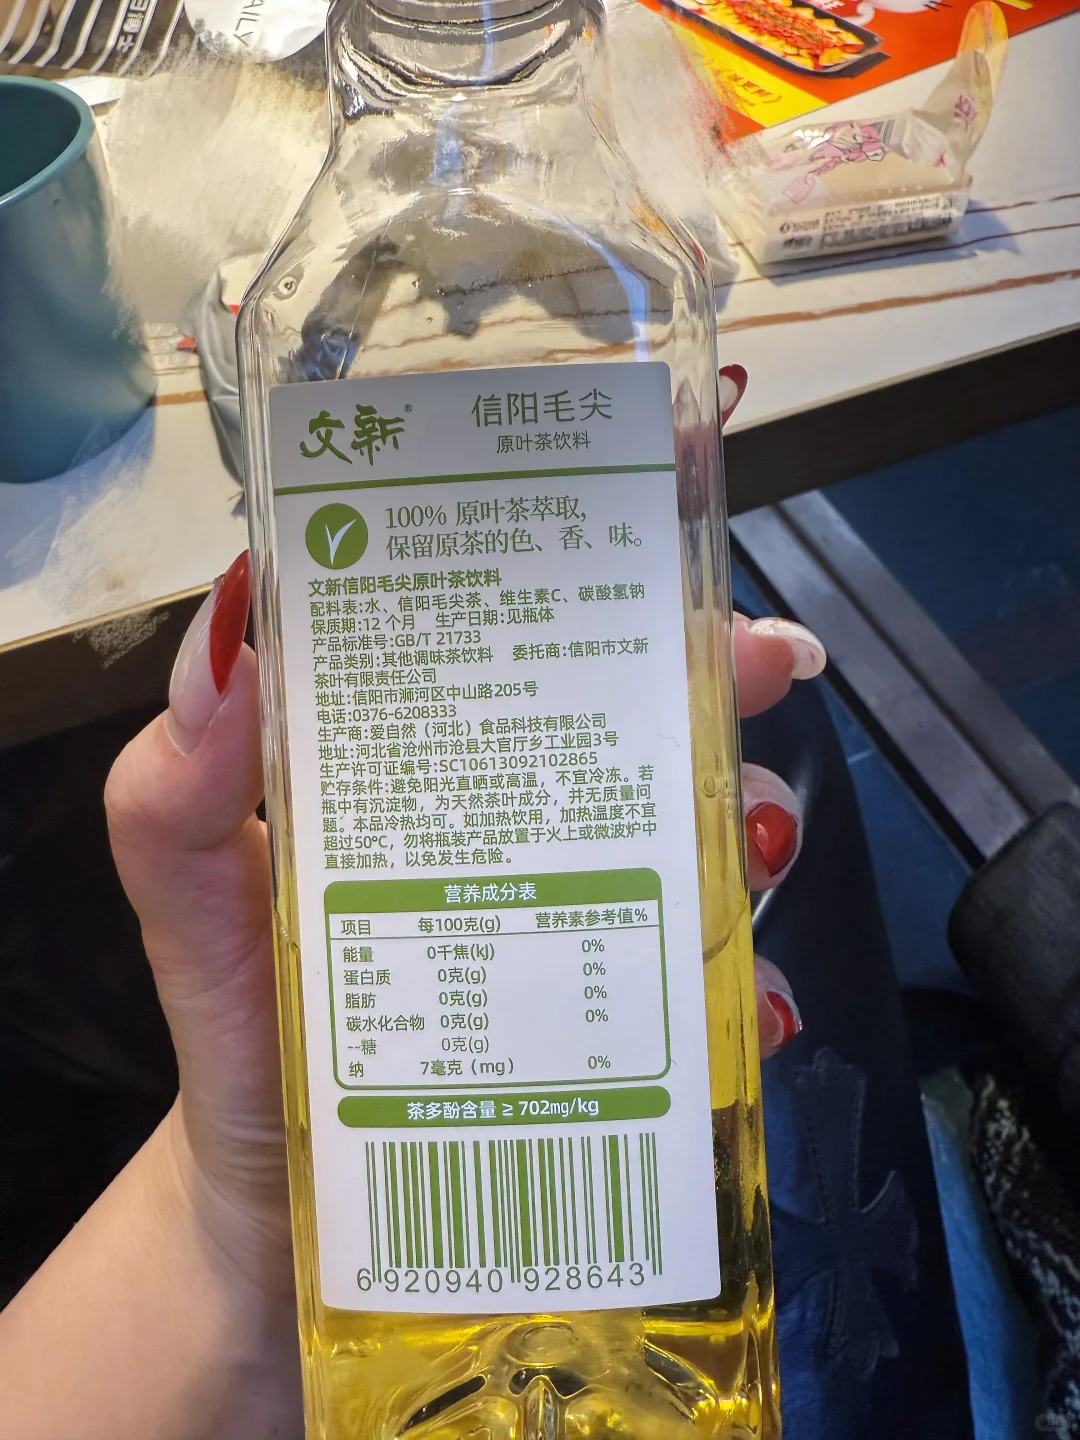 文新®
信阳毛尖
原叶茶饮料
100% 原叶茶萃取,
保留原茶的色、香、味。
文新信阳毛尖原叶茶饮料
配料表:水、信阳毛尖茶、维生素C、碳酸氢钠
保质期:12 个月 生产日期:见瓶体
产品标准号:GB/T 21733
产品类别:其他调味茶饮料 委托商:信阳市文新
茶叶有限责任公司
地址:信阳市浉河区中山路205号
电话:0376-6208333
生产商:爱自然（河北）食品科技有限公司
地址:河北省沧州市沧县大官厅乡工业园3号
生产许可证编号:SC10613092102865
贮存条件:避免阳光直晒或高温，不宜冷冻。若
瓶中有沉淀物，为天然茶叶成分，并无质量问
题。本品冷热均可。如加热饮用，加热温度不宜
超过50℃，勿将瓶装产品放置于火上或微波炉中
直接加热，以免发生危险。
营养成分表
项目 每100克(g) 营养素参考值%
能量 0千焦(kJ) 0%
蛋白质 0克(g) 0%
脂肪 0克(g) 0%
碳水化合物 0克(g) 0%
--糖 0克(g)
纳 7毫克（mg） 0%
茶多酚含量 ≥ 702mg/kg
6 920940 928643